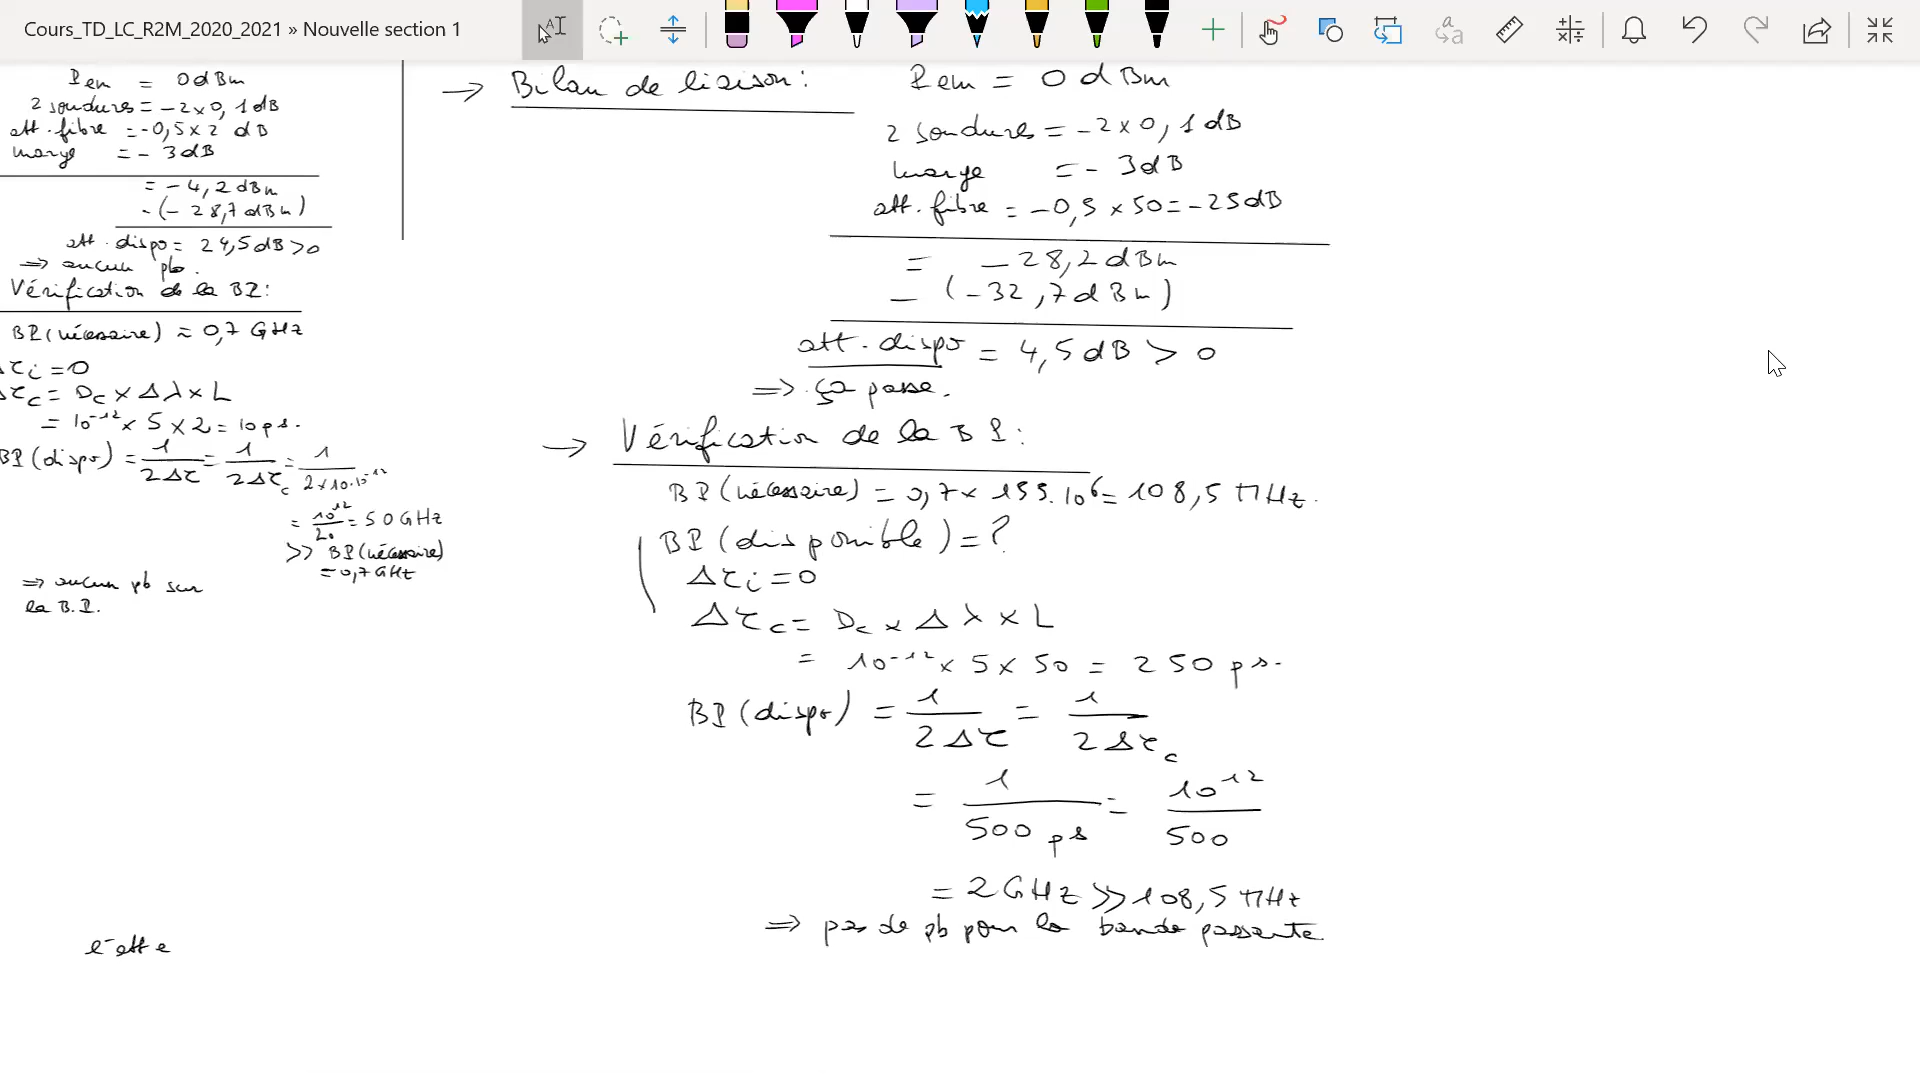 Cours_TD_LC_R2M_2020_2021 » Nouvelle section 1
Pem = 0 dBm
2 soudures = -2 x 0,1 dB
att. fibre = -0,5 x 2 dB
marge = - 3 dB
= - 4,2 dBm
- (- 28,7 dBm)
att. dispo = 24,5 dB > 0
=> aucun pb.
Vérification de la BP:
BP (nécessaire) ≈ 0,7 GHz
Δτi = 0
Δτc = Dc x Δλ x L
= 10^-12 x 5 x 2 = 10 ps.
BP (dispo) = 1/2Δτ = 1/2Δτc = 1/2x10.10^-12
= 10^12/20 = 50 GHz
>> BP (nécessaire)
= 0,7 GHz
=> aucun pb sur
la B.P.
→ Bilan de liaison :
Pem = 0 dBm
2 soudures = - 2 x 0,1 dB
marge = - 3 dB
att. fibre = - 0,5 x 50 = - 25 dB
= - 28,2 dBm
- (- 32,7 dBm)
att. dispo = 4,5 dB > 0
=> ça passe.
→ Vérification de la BP :
BP (nécessaire) = 0,7 x 155.10^6 = 108,5 MHz.
BP (disponible) = ?
Δτi = 0
Δτc = Dc x Δλ x L
= 10^-12 x 5 x 50 = 250 ps.
BP (dispo) = 1/2Δτ = 1/2Δτc
= 1/500 ps = 10^12/500
= 2 GHz >> 108,5 MHz
=> pas de pb pour la bande passante